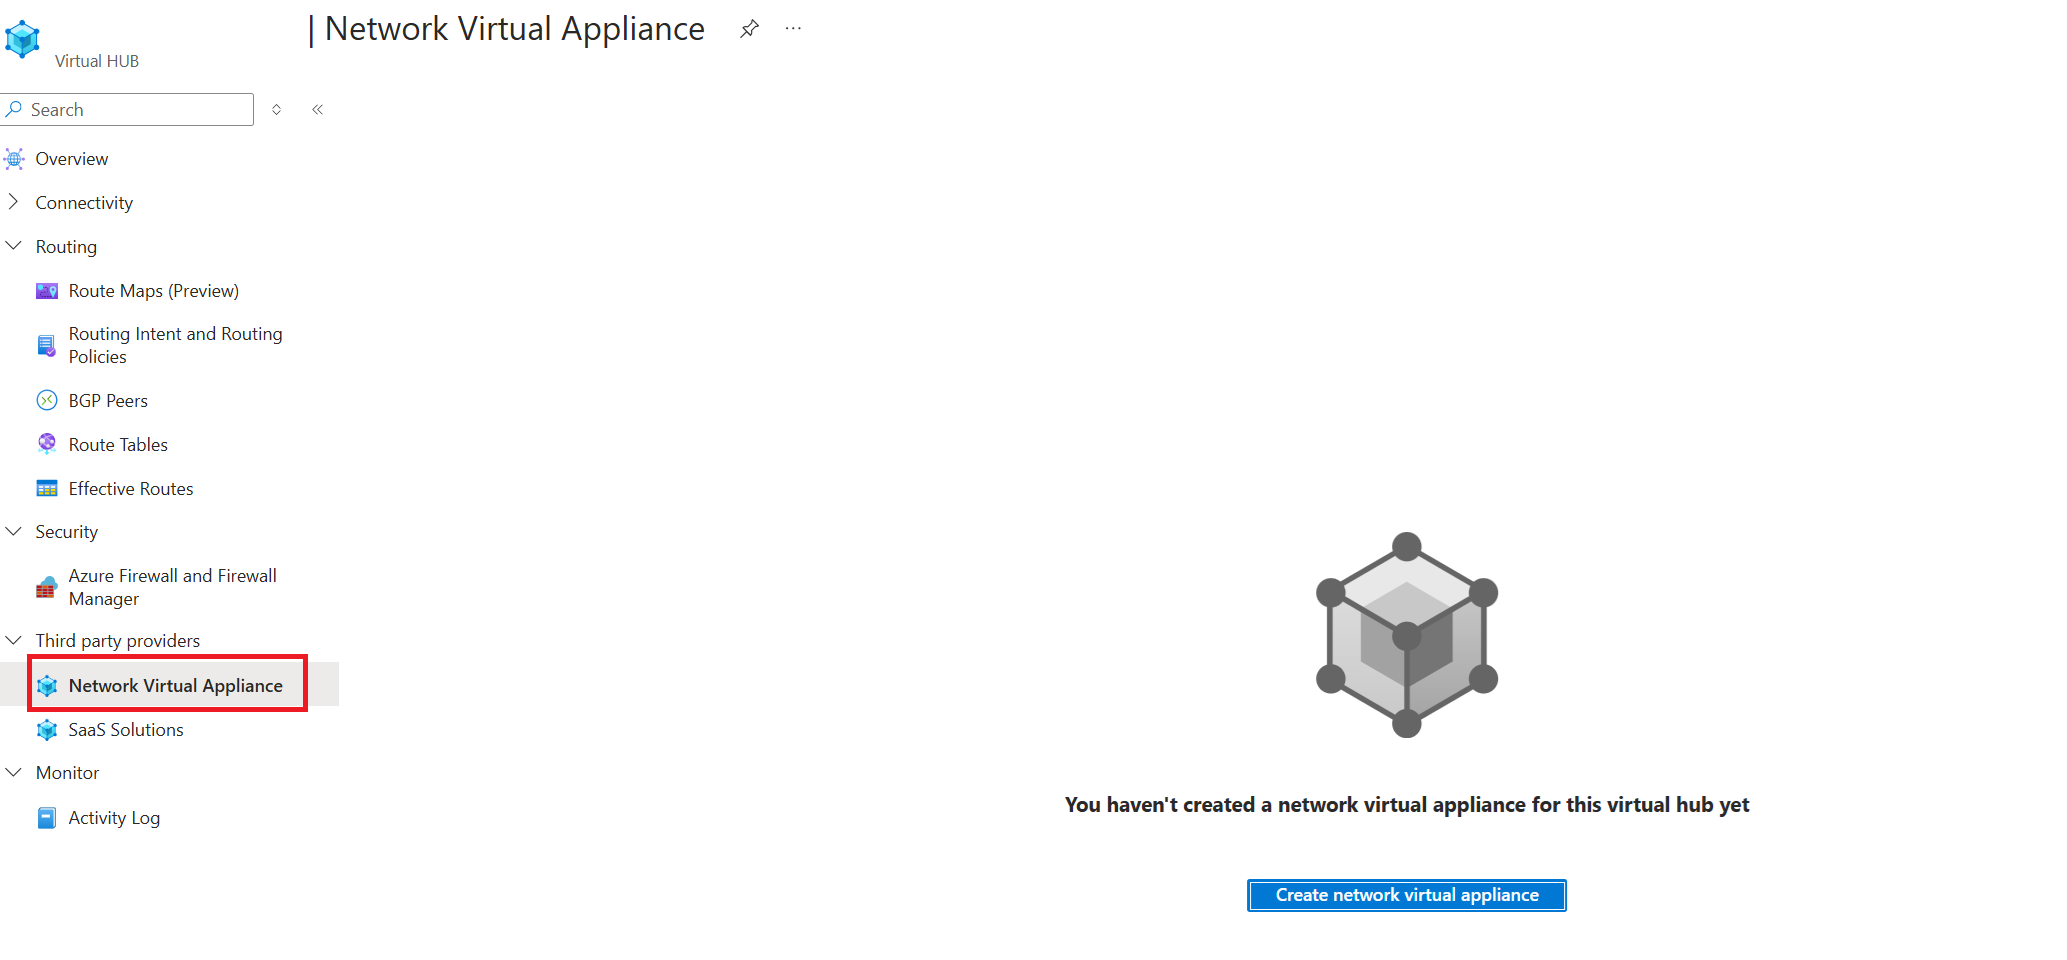 | Network Virtual Appliance
Virtual HUB
Search
Overview
Connectivity
Routing
Route Maps (Preview)
Routing Intent and Routing
Policies
BGP Peers
Route Tables
Effective Routes
Security
Azure Firewall and Firewall
Manager
Third party providers
Network Virtual Appliance
SaaS Solutions
Monitor
Activity Log
You haven't created a network virtual appliance for this virtual hub yet
Create network virtual appliance